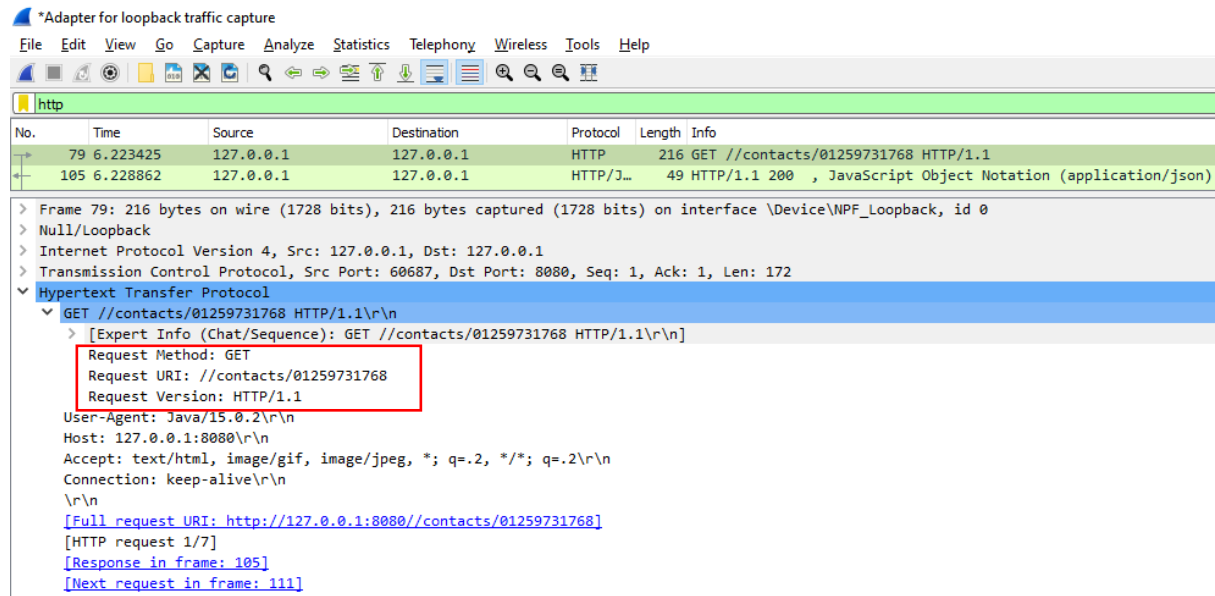 *Adapter for loopback traffic capture
File Edit View Go Capture Analyze Statistics Telephony Wireless Tools Help
http
No. Time Source Destination Protocol Length Info
79 6.223425 127.0.0.1 127.0.0.1 HTTP 216 GET //contacts/01259731768 HTTP/1.1
105 6.228862 127.0.0.1 127.0.0.1 HTTP/J… 49 HTTP/1.1 200 , JavaScript Object Notation (application/json)
> Frame 79: 216 bytes on wire (1728 bits), 216 bytes captured (1728 bits) on interface \Device\NPF_Loopback, id 0
> Null/Loopback
> Internet Protocol Version 4, Src: 127.0.0.1, Dst: 127.0.0.1
> Transmission Control Protocol, Src Port: 60687, Dst Port: 8080, Seq: 1, Ack: 1, Len: 172
Hypertext Transfer Protocol
GET //contacts/01259731768 HTTP/1.1\r\n
> [Expert Info (Chat/Sequence): GET //contacts/01259731768 HTTP/1.1\r\n]
Request Method: GET
Request URI: //contacts/01259731768
Request Version: HTTP/1.1
User-Agent: Java/15.0.2\r\n
Host: 127.0.0.1:8080\r\n
Accept: text/html, image/gif, image/jpeg, *; q=.2, */*; q=.2\r\n
Connection: keep-alive\r\n
\r\n
[Full request URI: http://127.0.0.1:8080//contacts/01259731768]
[HTTP request 1/7]
[Response in frame: 105]
[Next request in frame: 111]